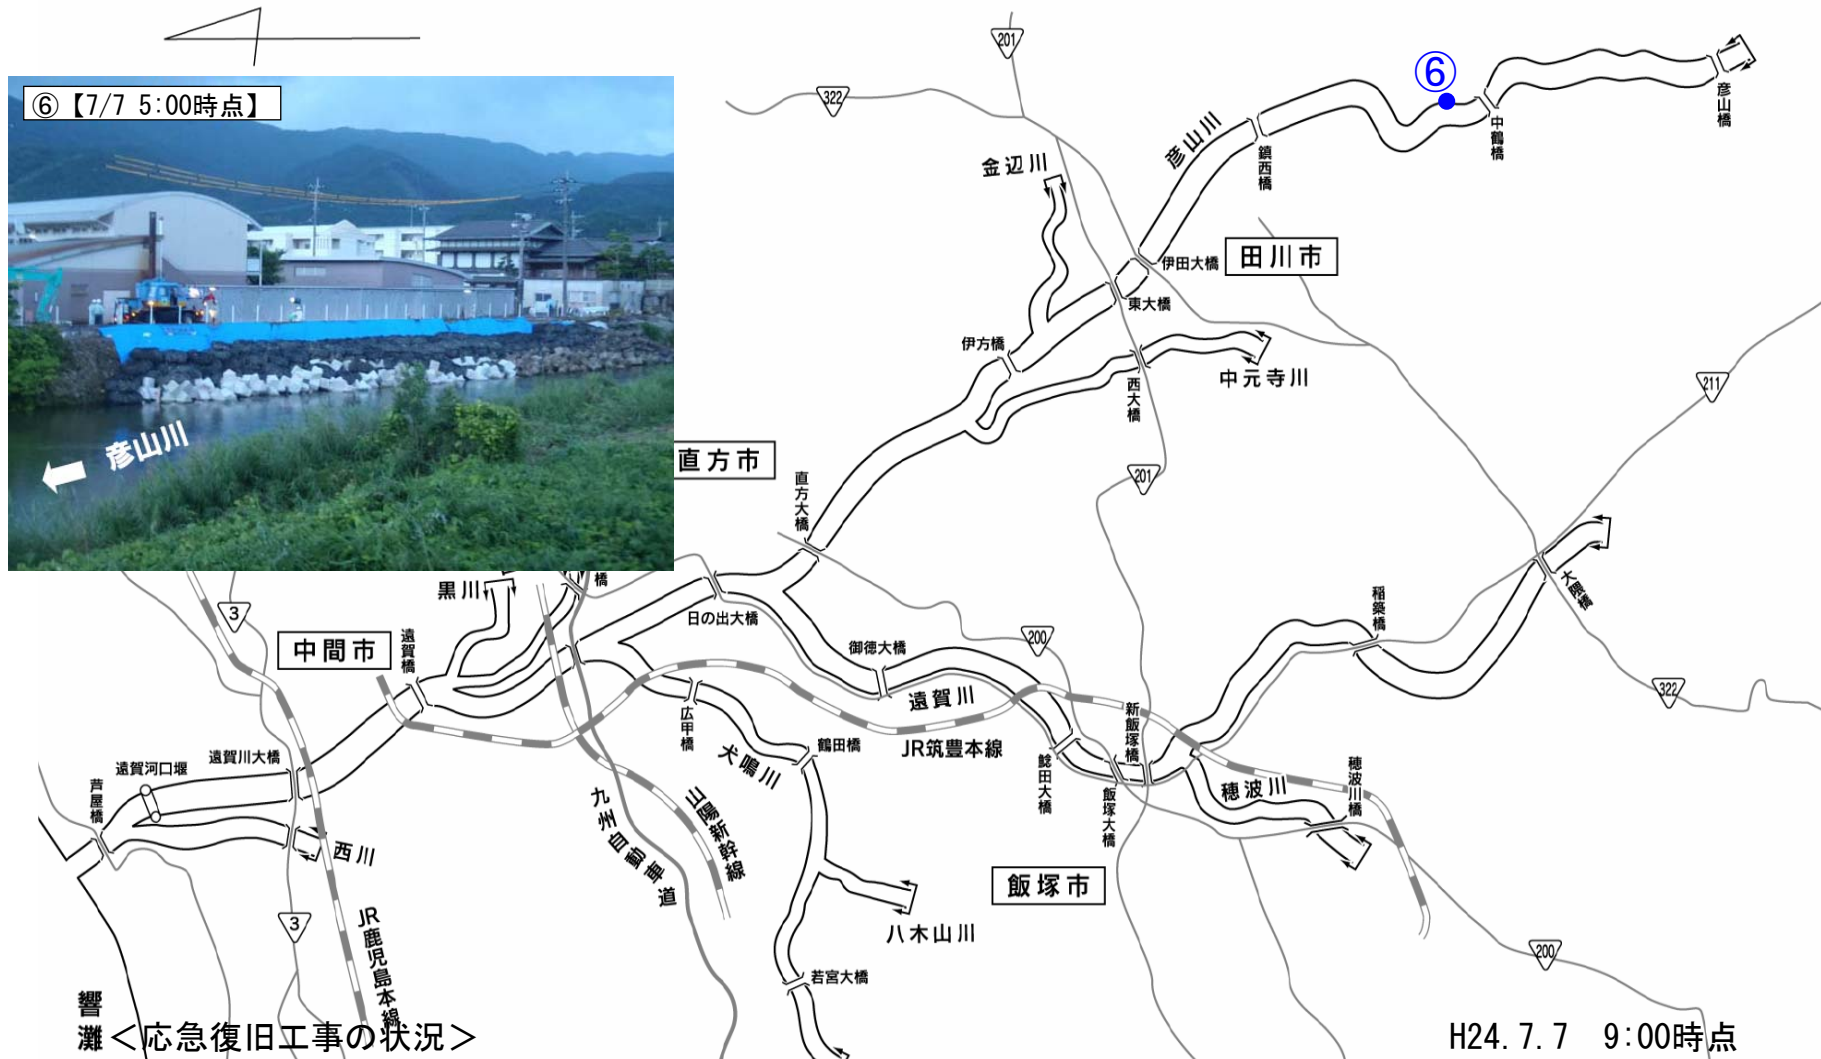 ⑥【7/7 5:00時点】
彦山川
201
322
⑥
彦山橋
中鶴橋
彦山川
鎮西橋
金辺川
伊田大橋
田川市
東大橋
伊方橋
西大橋
中元寺川
211
直方市
直方大橋
201
橋
黒川
3
中間市
遠賀橋
日の出大橋
御徳大橋
200
稲築橋
大隈橋
322
遠賀川
広甲橋
犬鳴川
鶴田橋
JR筑豊本線
新飯塚橋
鯰田大橋
飯塚大橋
穂波川
穂波川橋
遠賀川大橋
遠賀河口堰
芦屋橋
西川
九州自動車道
山陽新幹線
飯塚市
3
JR鹿児島本線
八木山川
若宮大橋
200
響灘
＜応急復旧工事の状況＞
H24.7.7 9:00時点